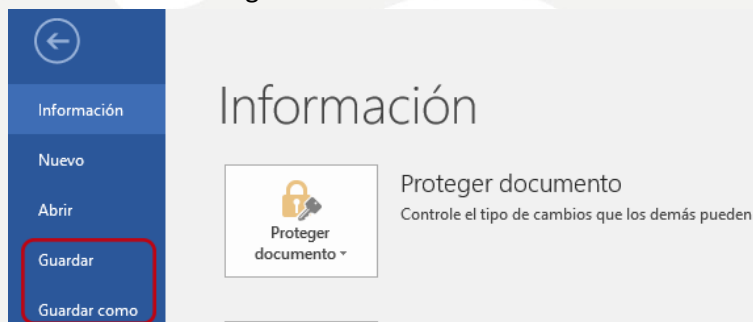 Información
Nuevo
Abrir
Guardar
Guardar como
Información
Proteger
documento
Proteger documento
Controle el tipo de cambios que los demás pueden